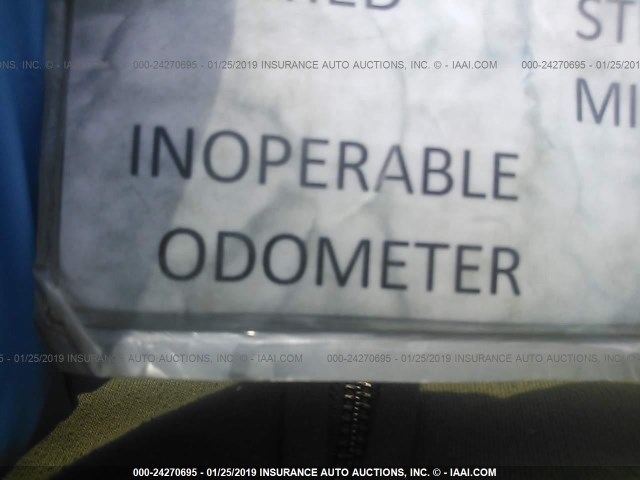 INOPERABLE
ODOMETER
000-24270695 - 01/25/2019 INSURANCE AUTO AUCTIONS, INC. © - IAAI.COM
000-24270695 - 01/25/2019 INSURANCE AUTO AUCTIONS, INC. © - IAAI.COM
000-24270695 - 01/25/2019 INSURANCE AUTO AUCTIONS, INC. © - IAAI.COM